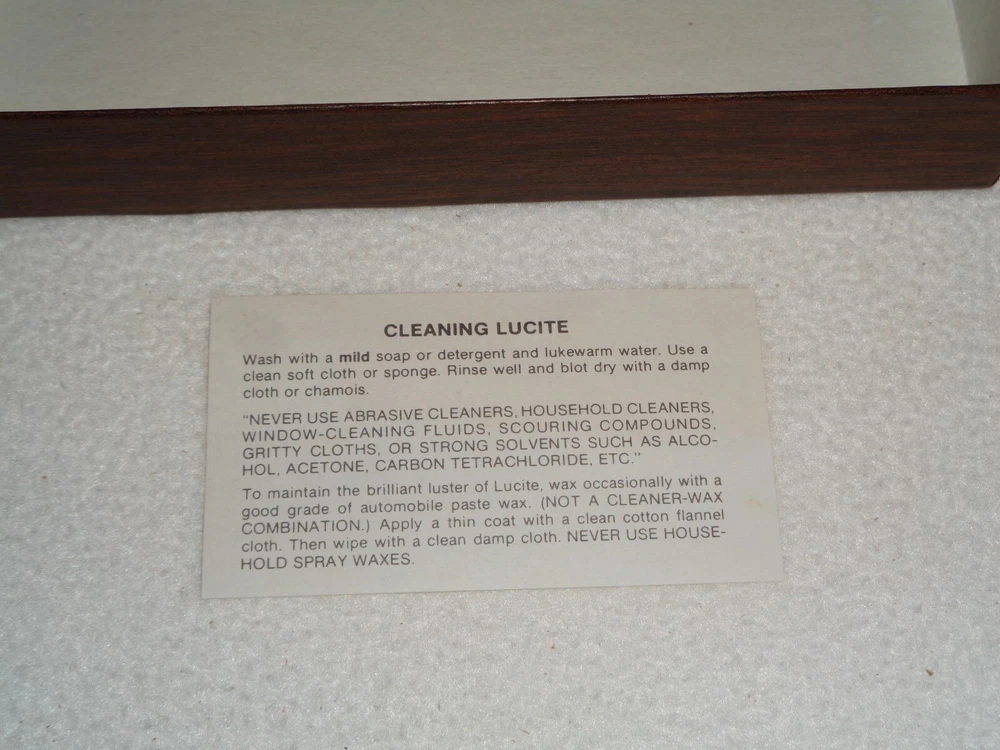 CLEANING LUCITE
Wash with a mild soap or detergent and lukewarm water. Use a
clean soft cloth or sponge. Rinse well and blot dry with a damp
cloth or chamois.
"NEVER USE ABRASIVE CLEANERS, HOUSEHOLD CLEANERS,
WINDOW-CLEANING FLUIDS, SCOURING COMPOUNDS,
GRITTY CLOTHS, OR STRONG SOLVENTS SUCH AS ALCO-
HOL, ACETONE, CARBON TETRACHLORIDE, ETC."
To maintain the brilliant luster of Lucite, wax occasionally with a
good grade of automobile paste wax. (NOT A CLEANER-WAX
COMBINATION.) Apply a thin coat with a clean cotton flannel
cloth. Then wipe with a clean damp cloth. NEVER USE HOUSE-
HOLD SPRAY WAXES.